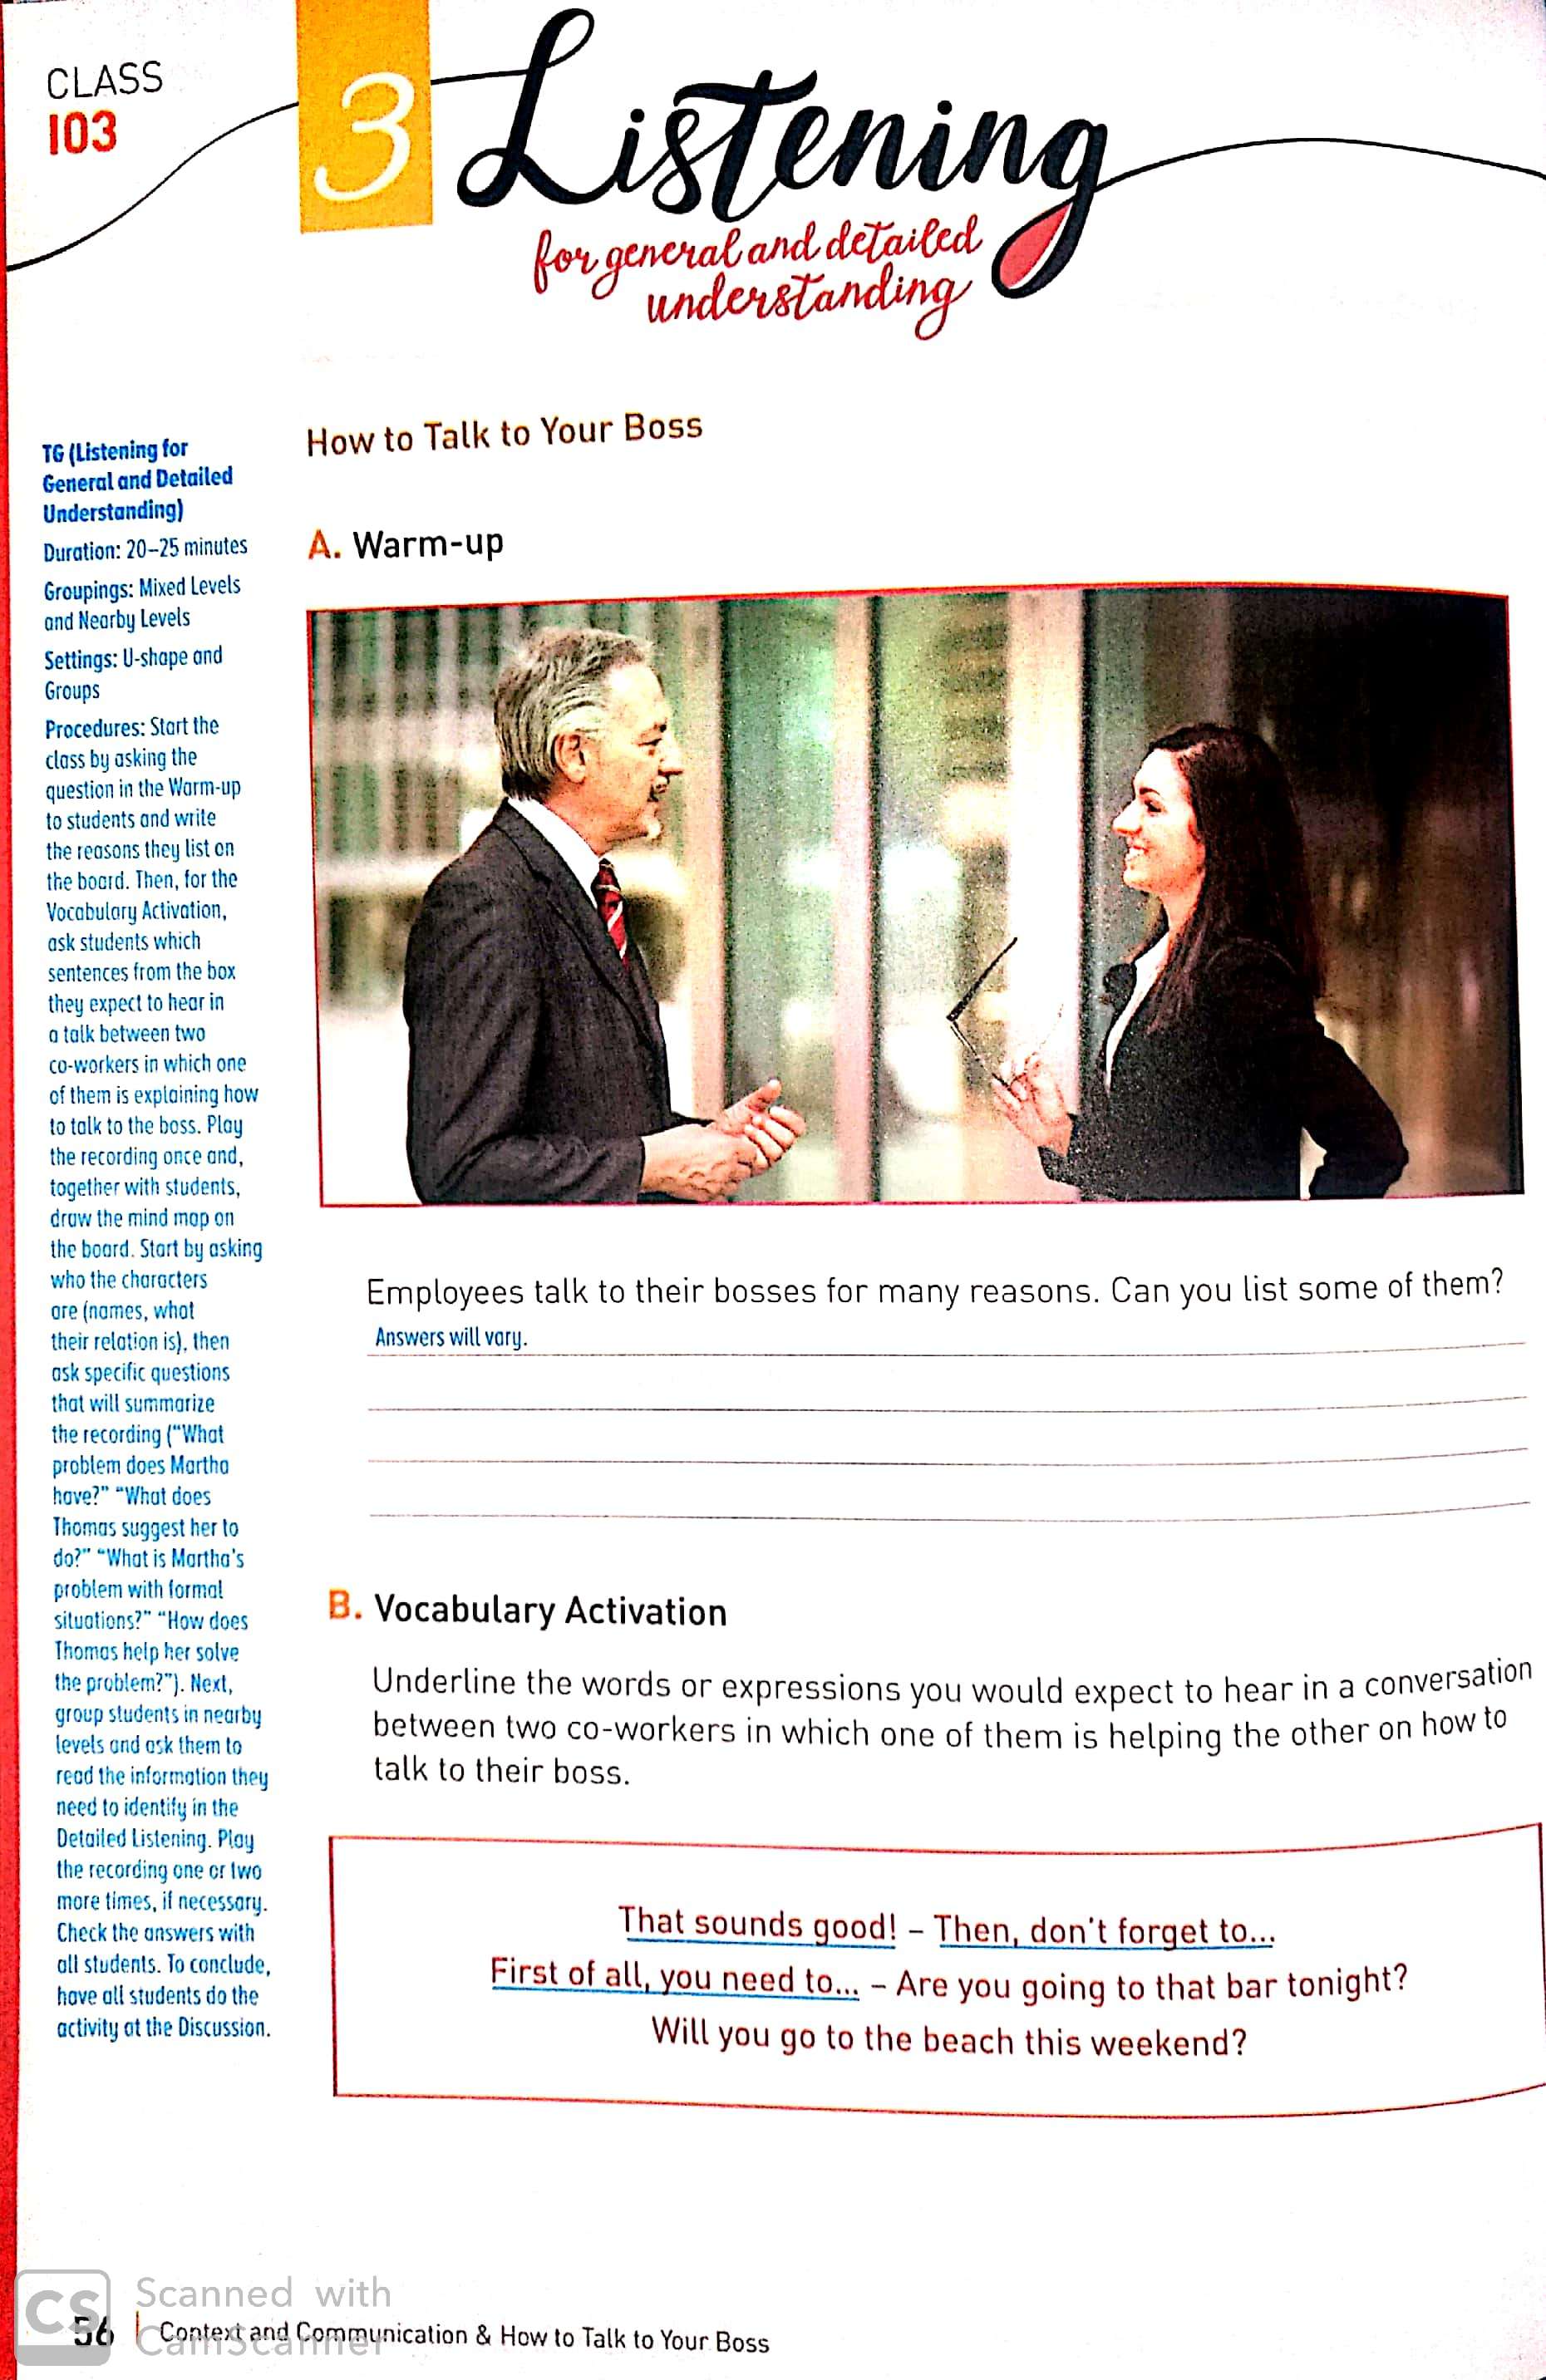 CLASS
103
3 Listening
for general and detailed
understanding
TG (Listening for
General and Detailed
Understanding)
Duration: 20–25 minutes
Groupings: Mixed Levels
and Nearby Levels
Settings: U-shape and
Groups
Procedures: Start the
class by asking the
question in the Warm-up
to students and write
the reasons they list on
the board. Then, for the
Vocabulary Activation,
ask students which
sentences from the box
they expect to hear in
a talk between two
co-workers in which one
of them is explaining how
to talk to the boss. Play
the recording once and,
together with students,
draw the mind map on
the board. Start by asking
who the characters
are (names, what
their relation is), then
ask specific questions
that will summarize
the recording (“What
problem does Martha
have?” “What does
Thomas suggest her to
do?” “What is Martha's
problem with formal
situations?” “How does
Thomas help her solve
the problem?”). Next,
group students in nearby
levels and ask them to
read the information they
need to identify in the
Detailed Listening. Play
the recording one or two
more times, if necessary.
Check the answers with
all students. To conclude,
have all students do the
activity at the Discussion.
How to Talk to Your Boss
A. Warm-up
Employees talk to their bosses for many reasons. Can you list some of them?
Answers will vary.
B. Vocabulary Activation
Underline the words or expressions you would expect to hear in a conversation
between two co-workers in which one of them is helping the other on how to
talk to their boss.
That sounds good! – Then, don't forget to...
First of all, you need to... – Are you going to that bar tonight?
Will you go to the beach this weekend?
CS Scanned with
CamScanner
56 | Context and Communication & How to Talk to Your Boss